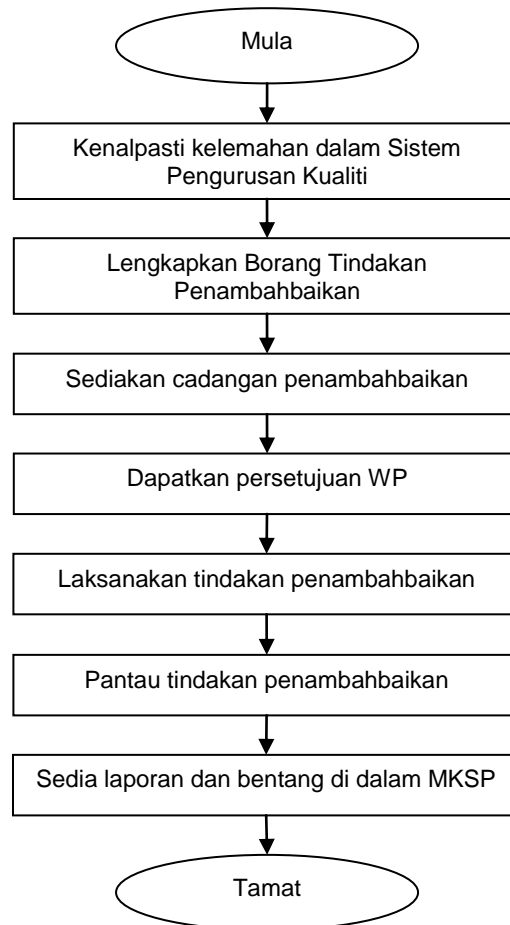 Mula
Kenalpasti kelemahan dalam Sistem
Pengurusan Kualiti
Lengkapkan Borang Tindakan
Penambahbaikan
Sediakan cadangan penambahbaikan
Dapatkan persetujuan WP
Laksanakan tindakan penambahbaikan
Pantau tindakan penambahbaikan
Sedia laporan dan bentang di dalam MKSP
Tamat